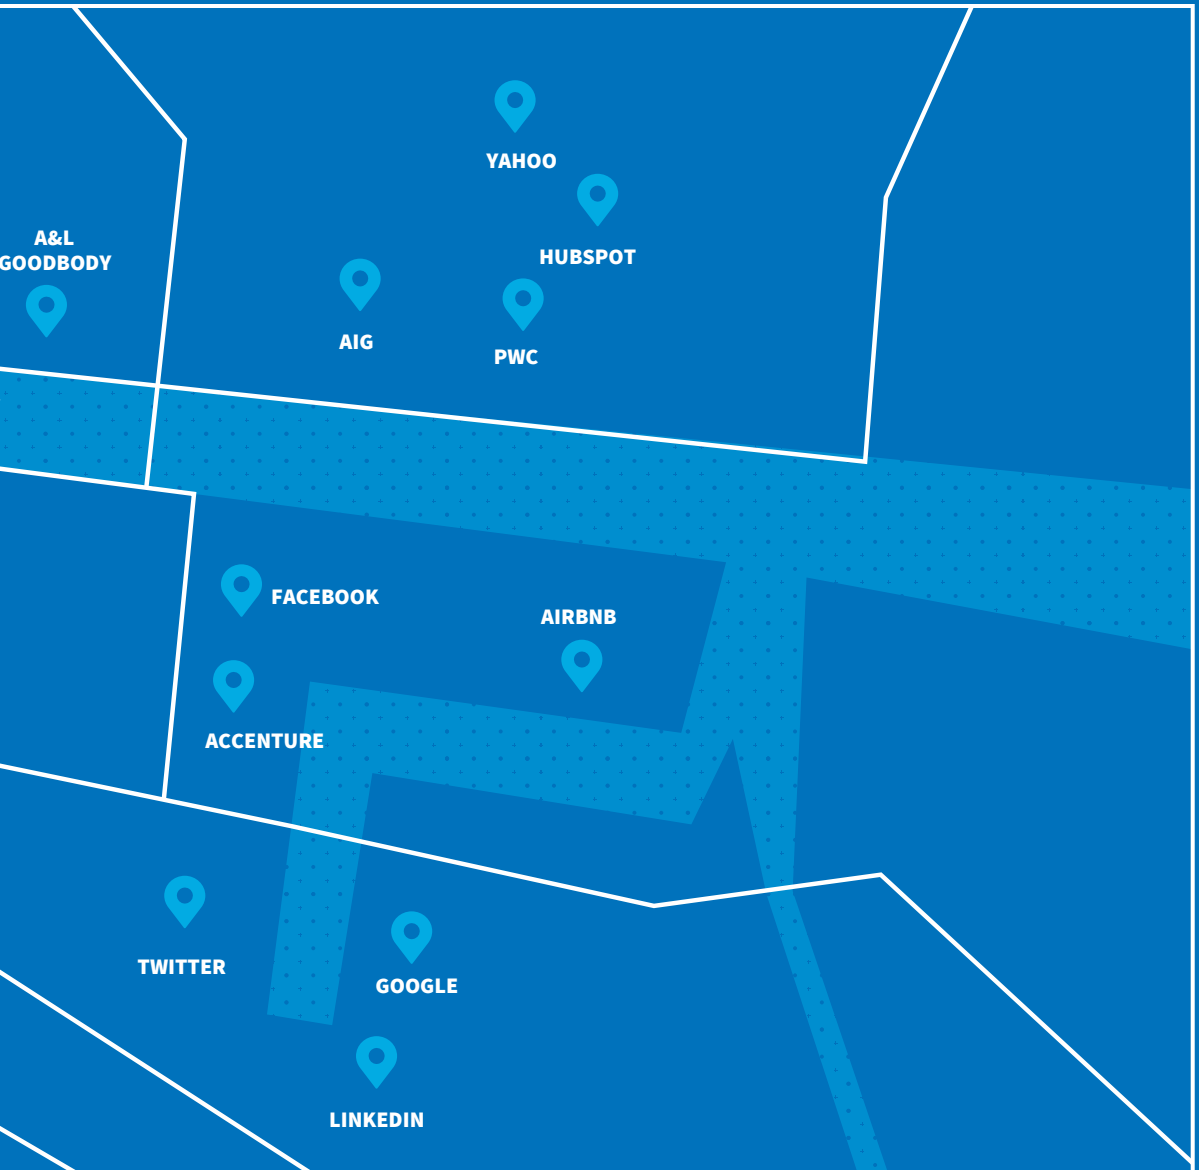 YAHOO
A&L
GOODBODY
HUBSPOT
AIG
PWC
FACEBOOK
AIRBNB
ACCENTURE
TWITTER
GOOGLE
LINKEDIN